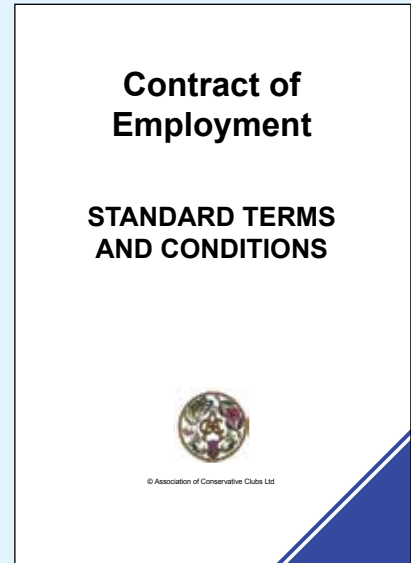 Contract of
Employment
STANDARD TERMS
AND CONDITIONS
© Association of Conservative Clubs Ltd